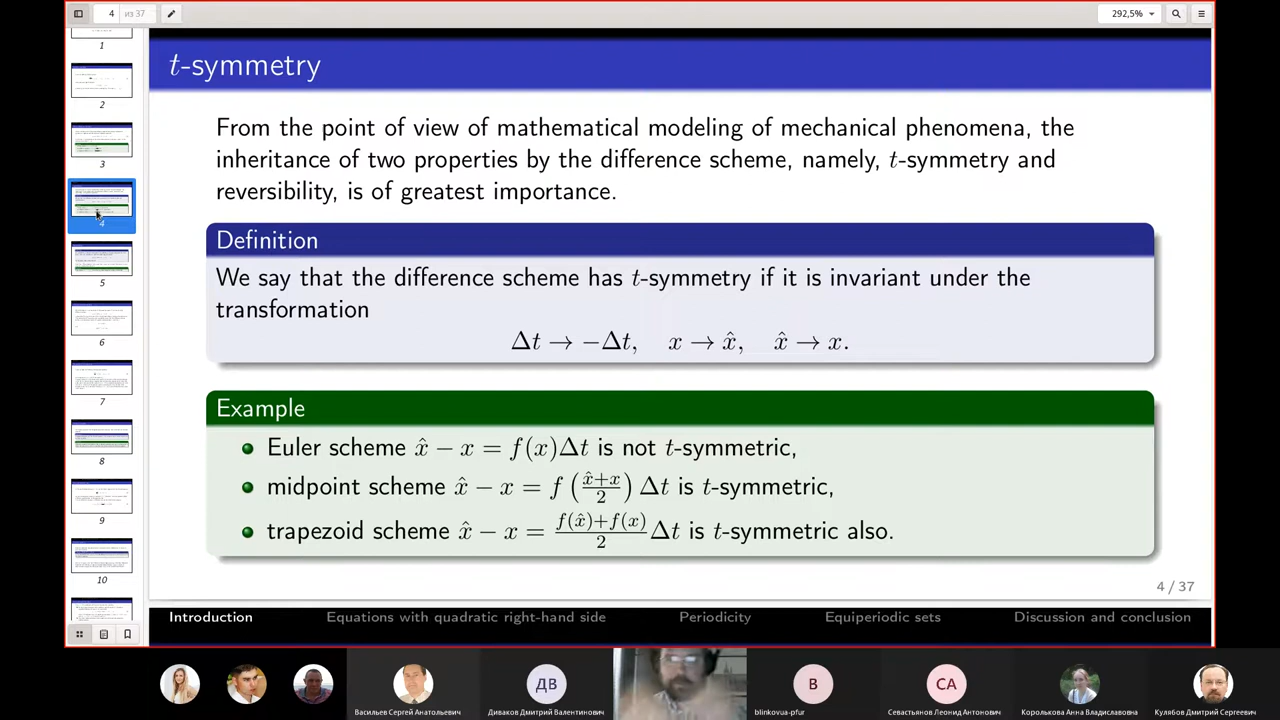 4 из 37
292,5%
1
2
3
4
5
6
7
8
9
10
t-symmetry
From the point of view of mathematical modeling of mechanical phenomena, the
inheritance of two properties by the difference scheme, namely, t-symmetry and
reversibility, is of greatest importance.
Definition
We say that the difference scheme has t-symmetry if it is invariant under the
transformation
Δt → −Δt, x → x̂, x̂ → x.
Example
Euler scheme x̂ − x = f(x)Δt is not t-symmetric,
midpoint scheme x̂ − x = f((x̂+x)/2) Δt is t-symmetric,
trapezoid scheme x̂ − x = (f(x̂)+f(x))/2 Δt is t-symmetric also.
4 / 37
Introduction Equations with quadratic right-hand side Periodicity Equiperiodic sets Discussion and conclusion
ДВ В СА
Васильев Сергей Анатольевич Диваков Дмитрий Валентинович blinkovua-pfur Севастьянов Леонид Антонович Королькова Анна Владиславовна Кулябов Дмитрий Сергеевич